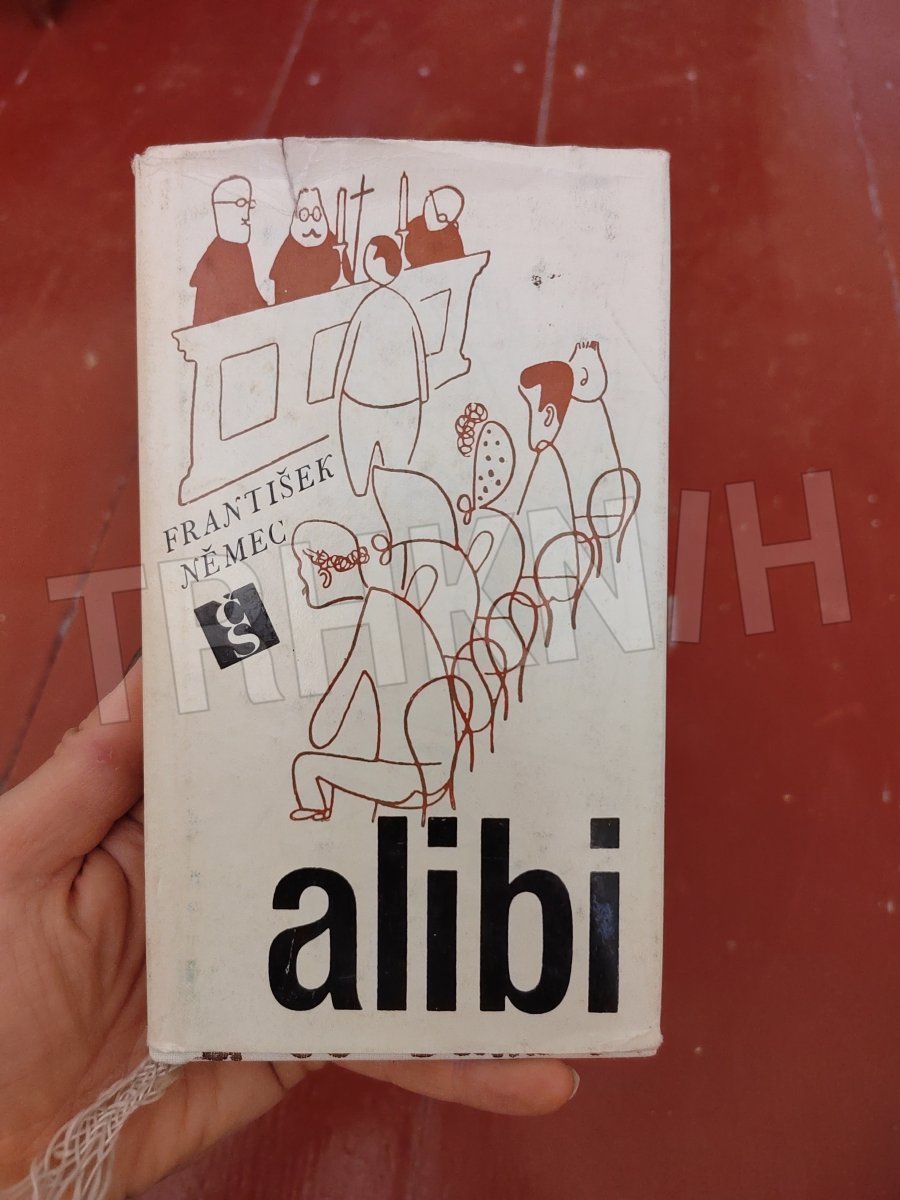 FRANTIŠEK
NĚMEC
čs
TRHKNIH
alibi